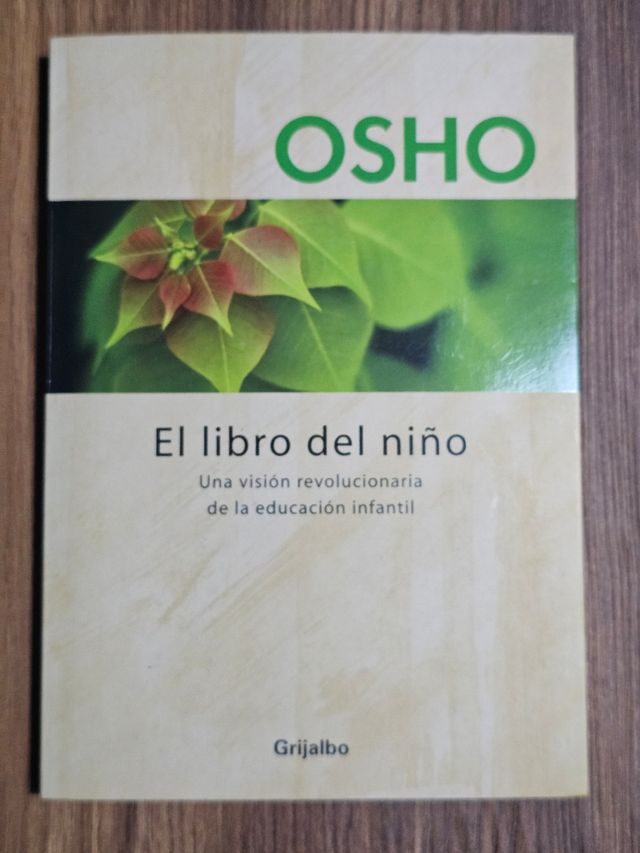 OSHO
El libro del niño
Una visión revolucionaria
de la educación infantil
Grijalbo